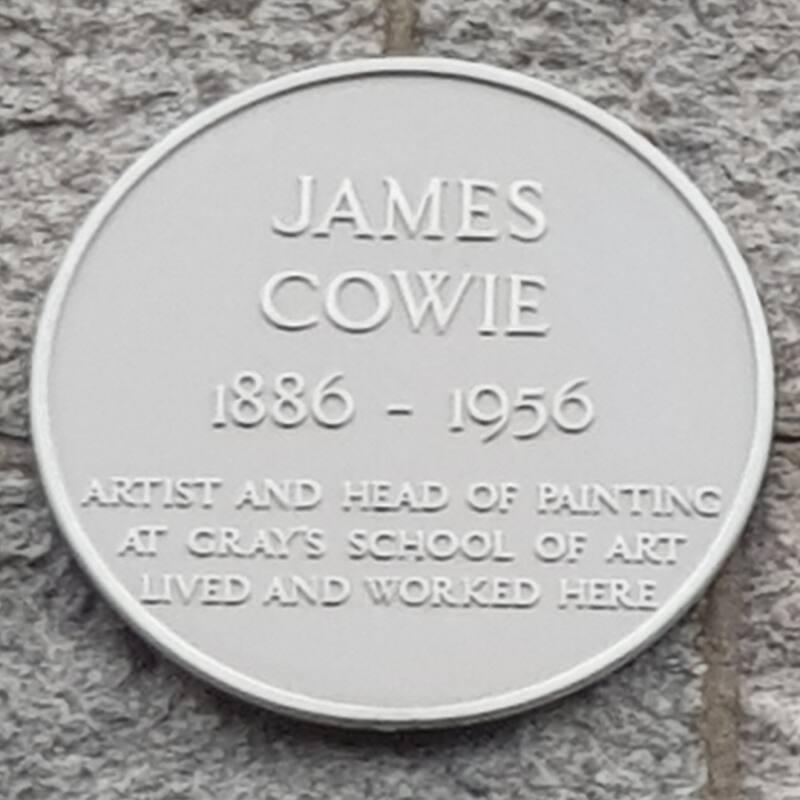 JAMES
COWIE
1886 - 1956
ARTIST AND HEAD OF PAINTING
AT GRAY'S SCHOOL OF ART
LIVED AND WORKED HERE